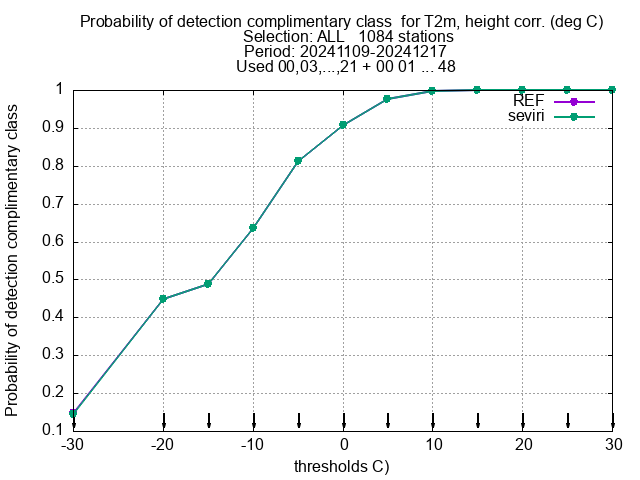 Probability of detection complimentary class  for T2m, height corr. (deg C)
Selection: ALL   1084 stations
Period: 20241109-20241217
Used 00,03,...,21 + 00 01 ... 48
REF
seviri
Probability of detection complimentary class
1
0.9
0.8
0.7
0.6
0.5
0.4
0.3
0.2
0.1
-30 -20 -10 0 10 20 30
thresholds C)